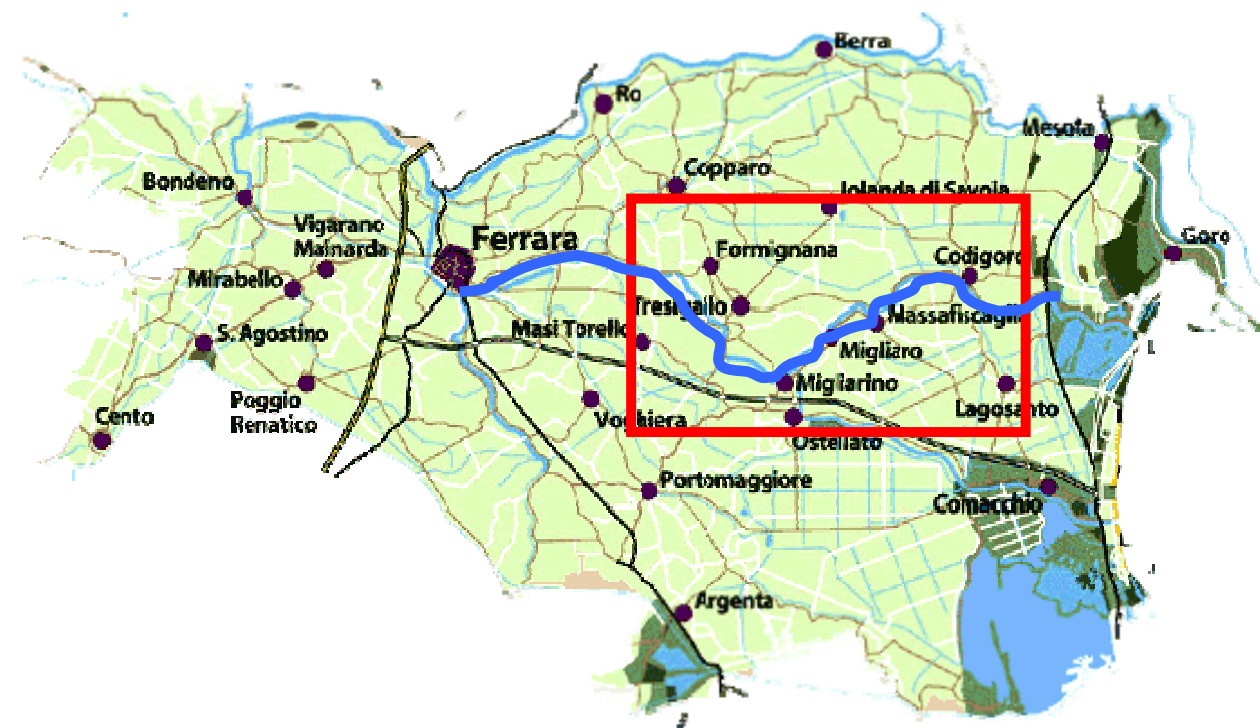 Berra
Ro
Mesola
Copparo
Bondeno
Jolanda di Savoia
Vigarano
Mainarda
Ferrara
Formignana
Codigoro
Goro
Mirabello
Tresigallo
Massafiscaglia
S. Agostino
Masi Torello
Migliaro
Migliarino
Poggio
Renatico
Cento
Voghiera
Lagosanto
Ostellato
Portomaggiore
Comacchio
Argenta